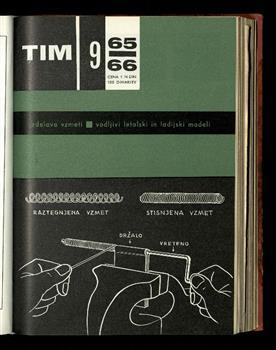 TIM 9 65
66
CENA 1 N DIN
100 DINARJEV
izdelava vzmeti ■ vodljivi letalski in ladijski modeli
RAZTEGNJENA VZMET STISNJENA VZMET
DRŽALO
VRETENO